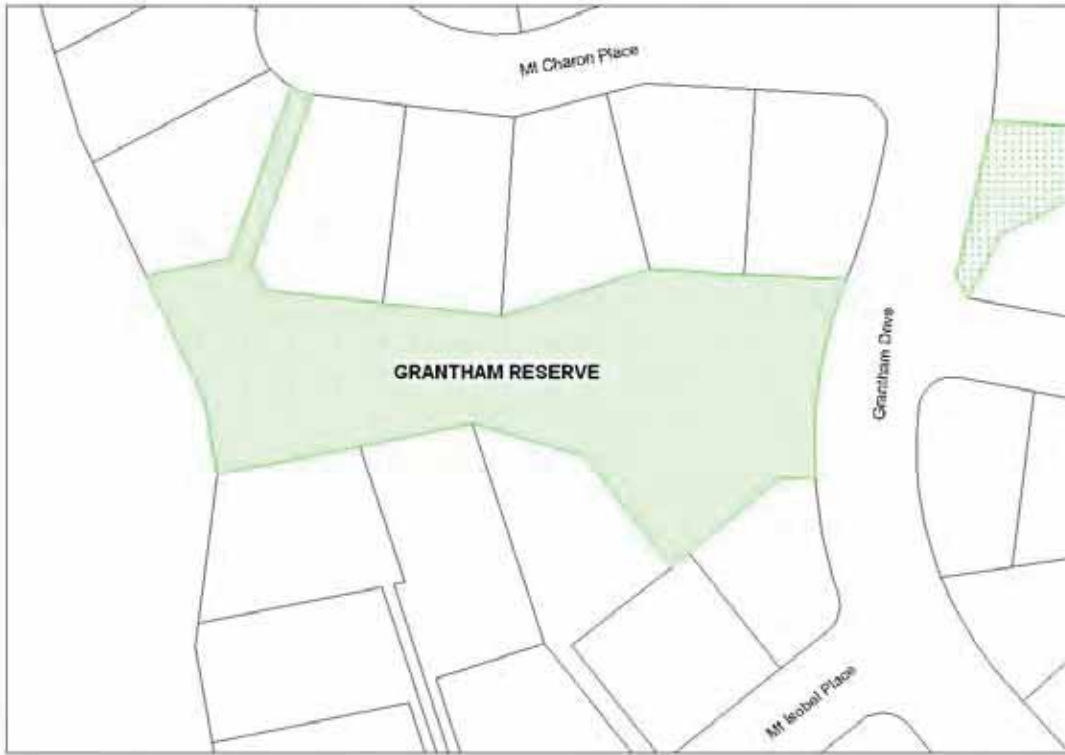 Mt Charon Place
GRANTHAM RESERVE
Grantham Drive
Mt Isobel Place